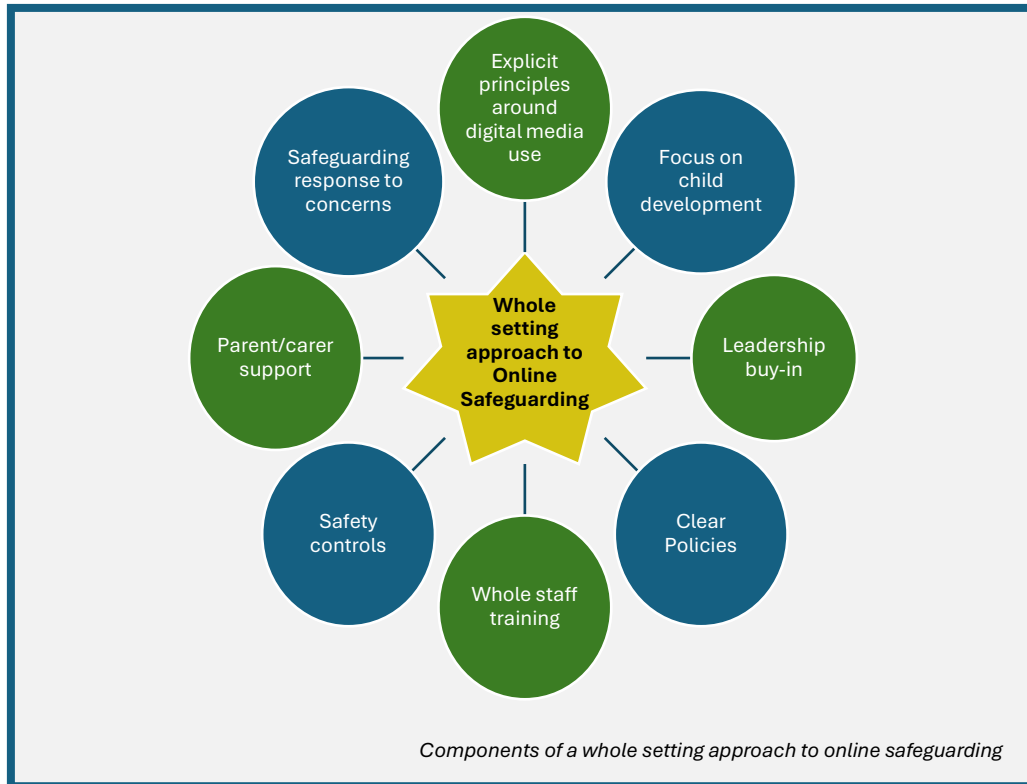 Explicit
principles
around
digital media
use
Focus on
child
development
Leadership
buy-in
Clear
Policies
Whole staff
training
Safety
controls
Parent/carer
support
Safeguarding
response to
concerns
Whole
setting
approach to
Online
Safeguarding
Components of a whole setting approach to online safeguarding